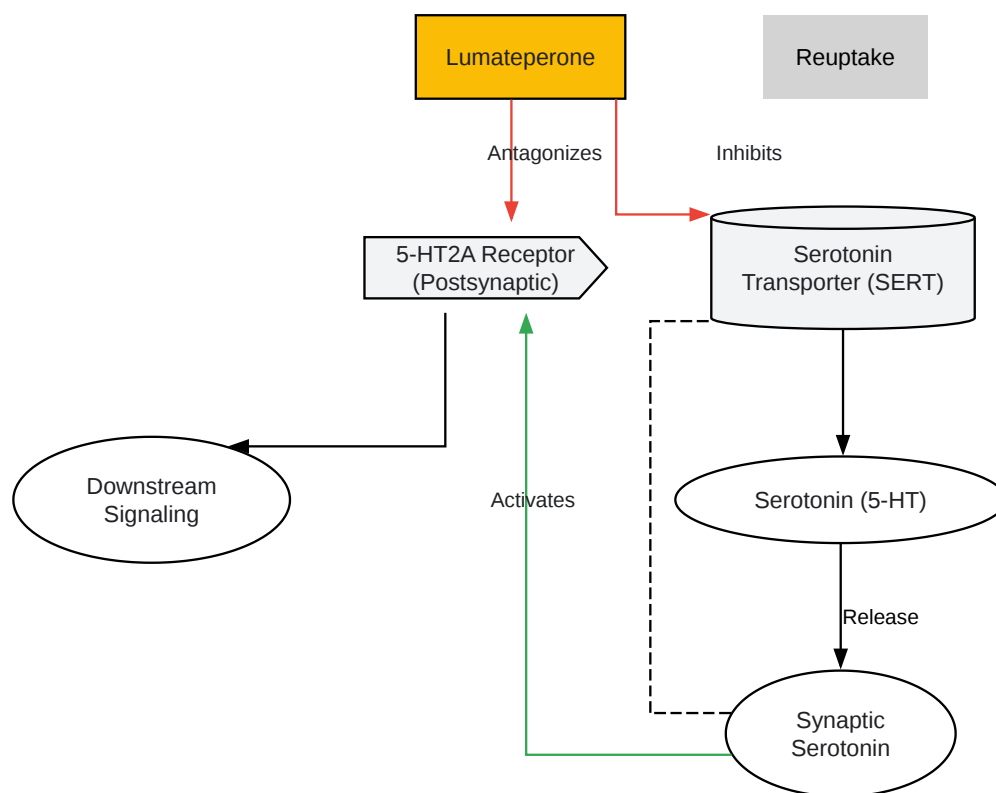 Lumateperone
Reuptake
Antagonizes
Inhibits
5-HT2A Receptor
(Postsynaptic)
Serotonin
Transporter (SERT)
Downstream
Signaling
Activates
Serotonin (5-HT)
Release
Synaptic
Serotonin